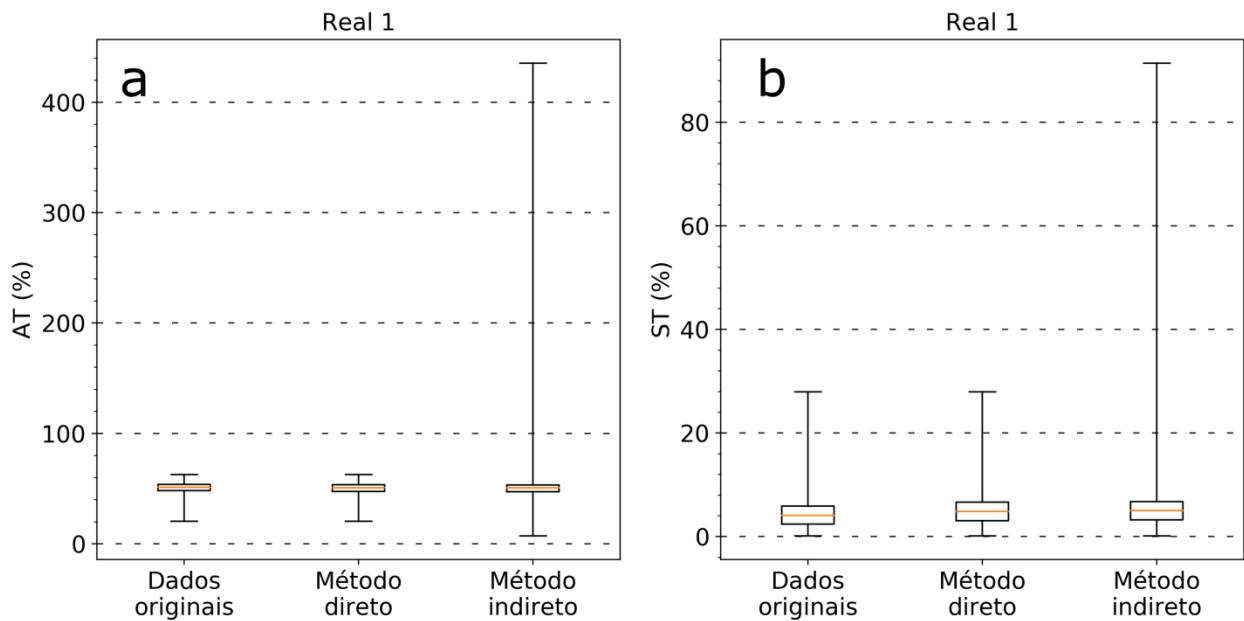 Real 1
a
AT (%)
400
300
200
100
0
Dados
originais
Método
direto
Método
indireto
Real 1
b
ST (%)
80
60
40
20
0
Dados
originais
Método
direto
Método
indireto